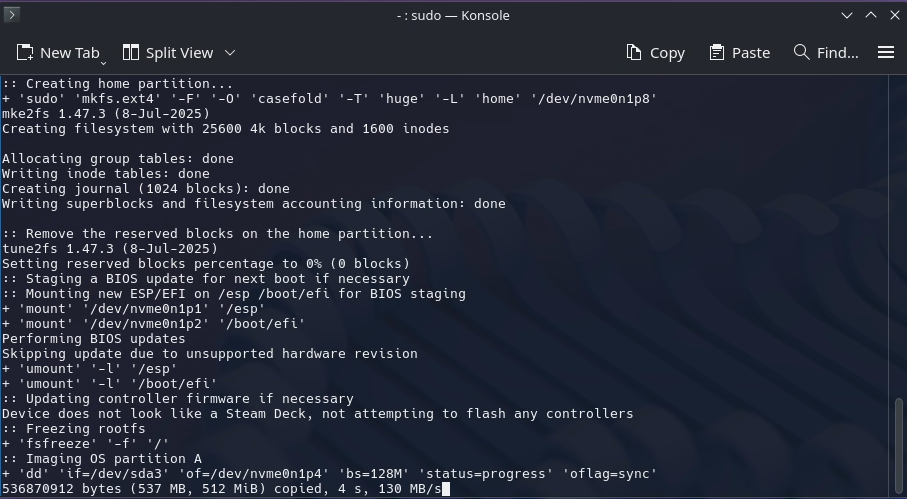 - : sudo — Konsole
New Tab Split View Copy Paste Find...
:: Creating home partition...
+ 'sudo' 'mkfs.ext4' '-F' '-O' 'casefold' '-T' 'huge' '-L' 'home' '/dev/nvme0n1p8'
mke2fs 1.47.3 (8-Jul-2025)
Creating filesystem with 25600 4k blocks and 1600 inodes
Allocating group tables: done
Writing inode tables: done
Creating journal (1024 blocks): done
Writing superblocks and filesystem accounting information: done
:: Remove the reserved blocks on the home partition...
tune2fs 1.47.3 (8-Jul-2025)
Setting reserved blocks percentage to 0% (0 blocks)
:: Staging a BIOS update for next boot if necessary
:: Mounting new ESP/EFI on /esp /boot/efi for BIOS staging
+ 'mount' '/dev/nvme0n1p1' '/esp'
+ 'mount' '/dev/nvme0n1p2' '/boot/efi'
Performing BIOS updates
Skipping update due to unsupported hardware revision
+ 'umount' '-l' '/esp'
+ 'umount' '-l' '/boot/efi'
:: Updating controller firmware if necessary
Device does not look like a Steam Deck, not attempting to flash any controllers
:: Freezing rootfs
+ 'fsfreeze' '-f' '/'
:: Imaging OS partition A
+ 'dd' 'if=/dev/sda3' 'of=/dev/nvme0n1p4' 'bs=128M' 'status=progress' 'oflag=sync'
536870912 bytes (537 MB, 512 MiB) copied, 4 s, 130 MB/s